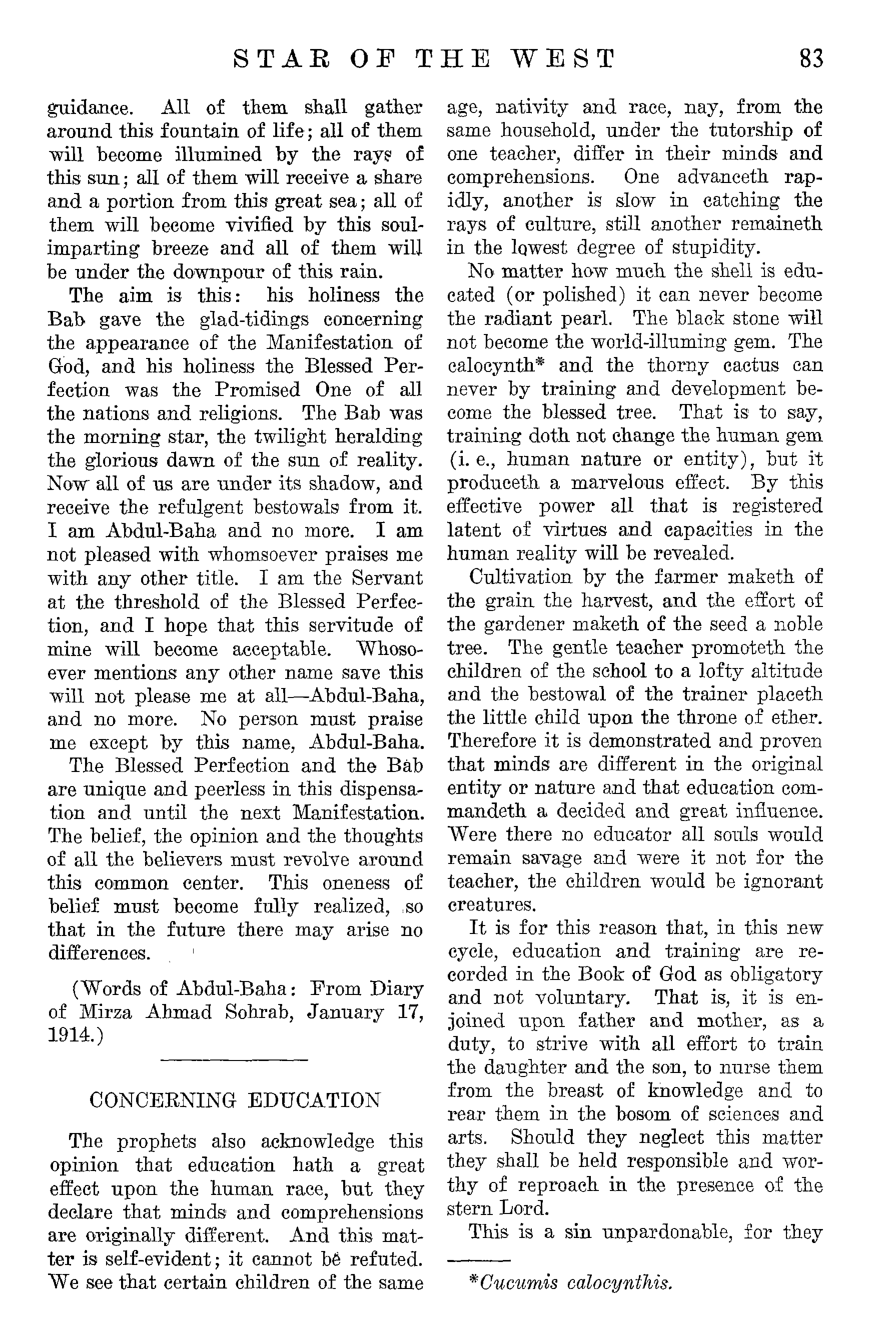 STAR OF THE WEST 83
guidance. All of them shall gather
around this fountain of life; all of them
will become illumined by the rays of
this sun; all of them will receive a share
and a portion from this great sea; all of
them will become vivified by this soul-
imparting breeze and all of them will
be under the downpour of this rain.
The aim is this: his holiness the
Bab gave the glad-tidings concerning
the appearance of the Manifestation of
God, and his holiness the Blessed Per-
fection was the Promised One of all
the nations and religions. The Bab was
the morning star, the twilight heralding
the glorious dawn of the sun of reality.
Now all of us are under its shadow, and
receive the refulgent bestowals from it.
I am Abdul-Baha and no more. I am
not pleased with whomsoever praises me
with any other title. I am the Servant
at the threshold of the Blessed Perfec-
tion, and I hope that this servitude of
mine will become acceptable. Whoso-
ever mentions any other name save this
will not please me at all—Abdul-Baha,
and no more. No person must praise
me except by this name, Abdul-Baha.
The Blessed Perfection and the Bab
are unique and peerless in this dispensa-
tion and until the next Manifestation.
The belief, the opinion and the thoughts
of all the believers must revolve around
this common center. This oneness of
belief must become fully realized, so
that in the future there may arise no
differences.
(Words of Abdul-Baha: From Diary
of Mirza Ahmad Sohrab, January 17,
1914.)
CONCERNING EDUCATION
The prophets also acknowledge this
opinion that education hath a great
effect upon the human race, but they
declare that minds and comprehensions
are originally different. And this mat-
ter is self-evident; it cannot be refuted.
We see that certain children of the same
age, nativity and race, nay, from the
same household, under the tutorship of
one teacher, differ in their minds and
comprehensions. One advanceth rap-
idly, another is slow in catching the
rays of culture, still another remaineth
in the lowest degree of stupidity.
No matter how much the shell is edu-
cated (or polished) it can never become
the radiant pearl. The black stone will
not become the world-illuming gem. The
calocynth* and the thorny cactus can
never by training and development be-
come the blessed tree. That is to say,
training doth not change the human gem
(i. e., human nature or entity), but it
produceth a marvelous effect. By this
effective power all that is registered
latent of virtues and capacities in the
human reality will be revealed.
Cultivation by the farmer maketh of
the grain the harvest, and the effort of
the gardener maketh of the seed a noble
tree. The gentle teacher promoteth the
children of the school to a lofty altitude
and the bestowal of the trainer placeth
the little child upon the throne of ether.
Therefore it is demonstrated and proven
that minds are different in the original
entity or nature and that education com-
mandeth a decided and great influence.
Were there no educator all souls would
remain savage and were it not for the
teacher, the children would be ignorant
creatures.
It is for this reason that, in this new
cycle, education and training are re-
corded in the Book of God as obligatory
and not voluntary. That is, it is en-
joined upon father and mother, as a
duty, to strive with all effort to train
the daughter and the son, to nurse them
from the breast of knowledge and to
rear them in the bosom of sciences and
arts. Should they neglect this matter
they shall be held responsible and wor-
thy of reproach in the presence of the
stern Lord.
This is a sin unpardonable, for they
*Cucumis calocynthis.